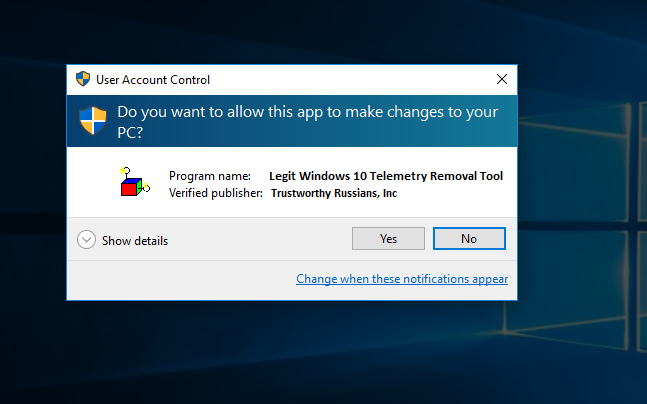 User Account Control
Do you want to allow this app to make changes to your
PC?
Program name: Legit Windows 10 Telemetry Removal Tool
Verified publisher: Trustworthy Russians, Inc
Show details
Yes
No
Change when these notifications appear